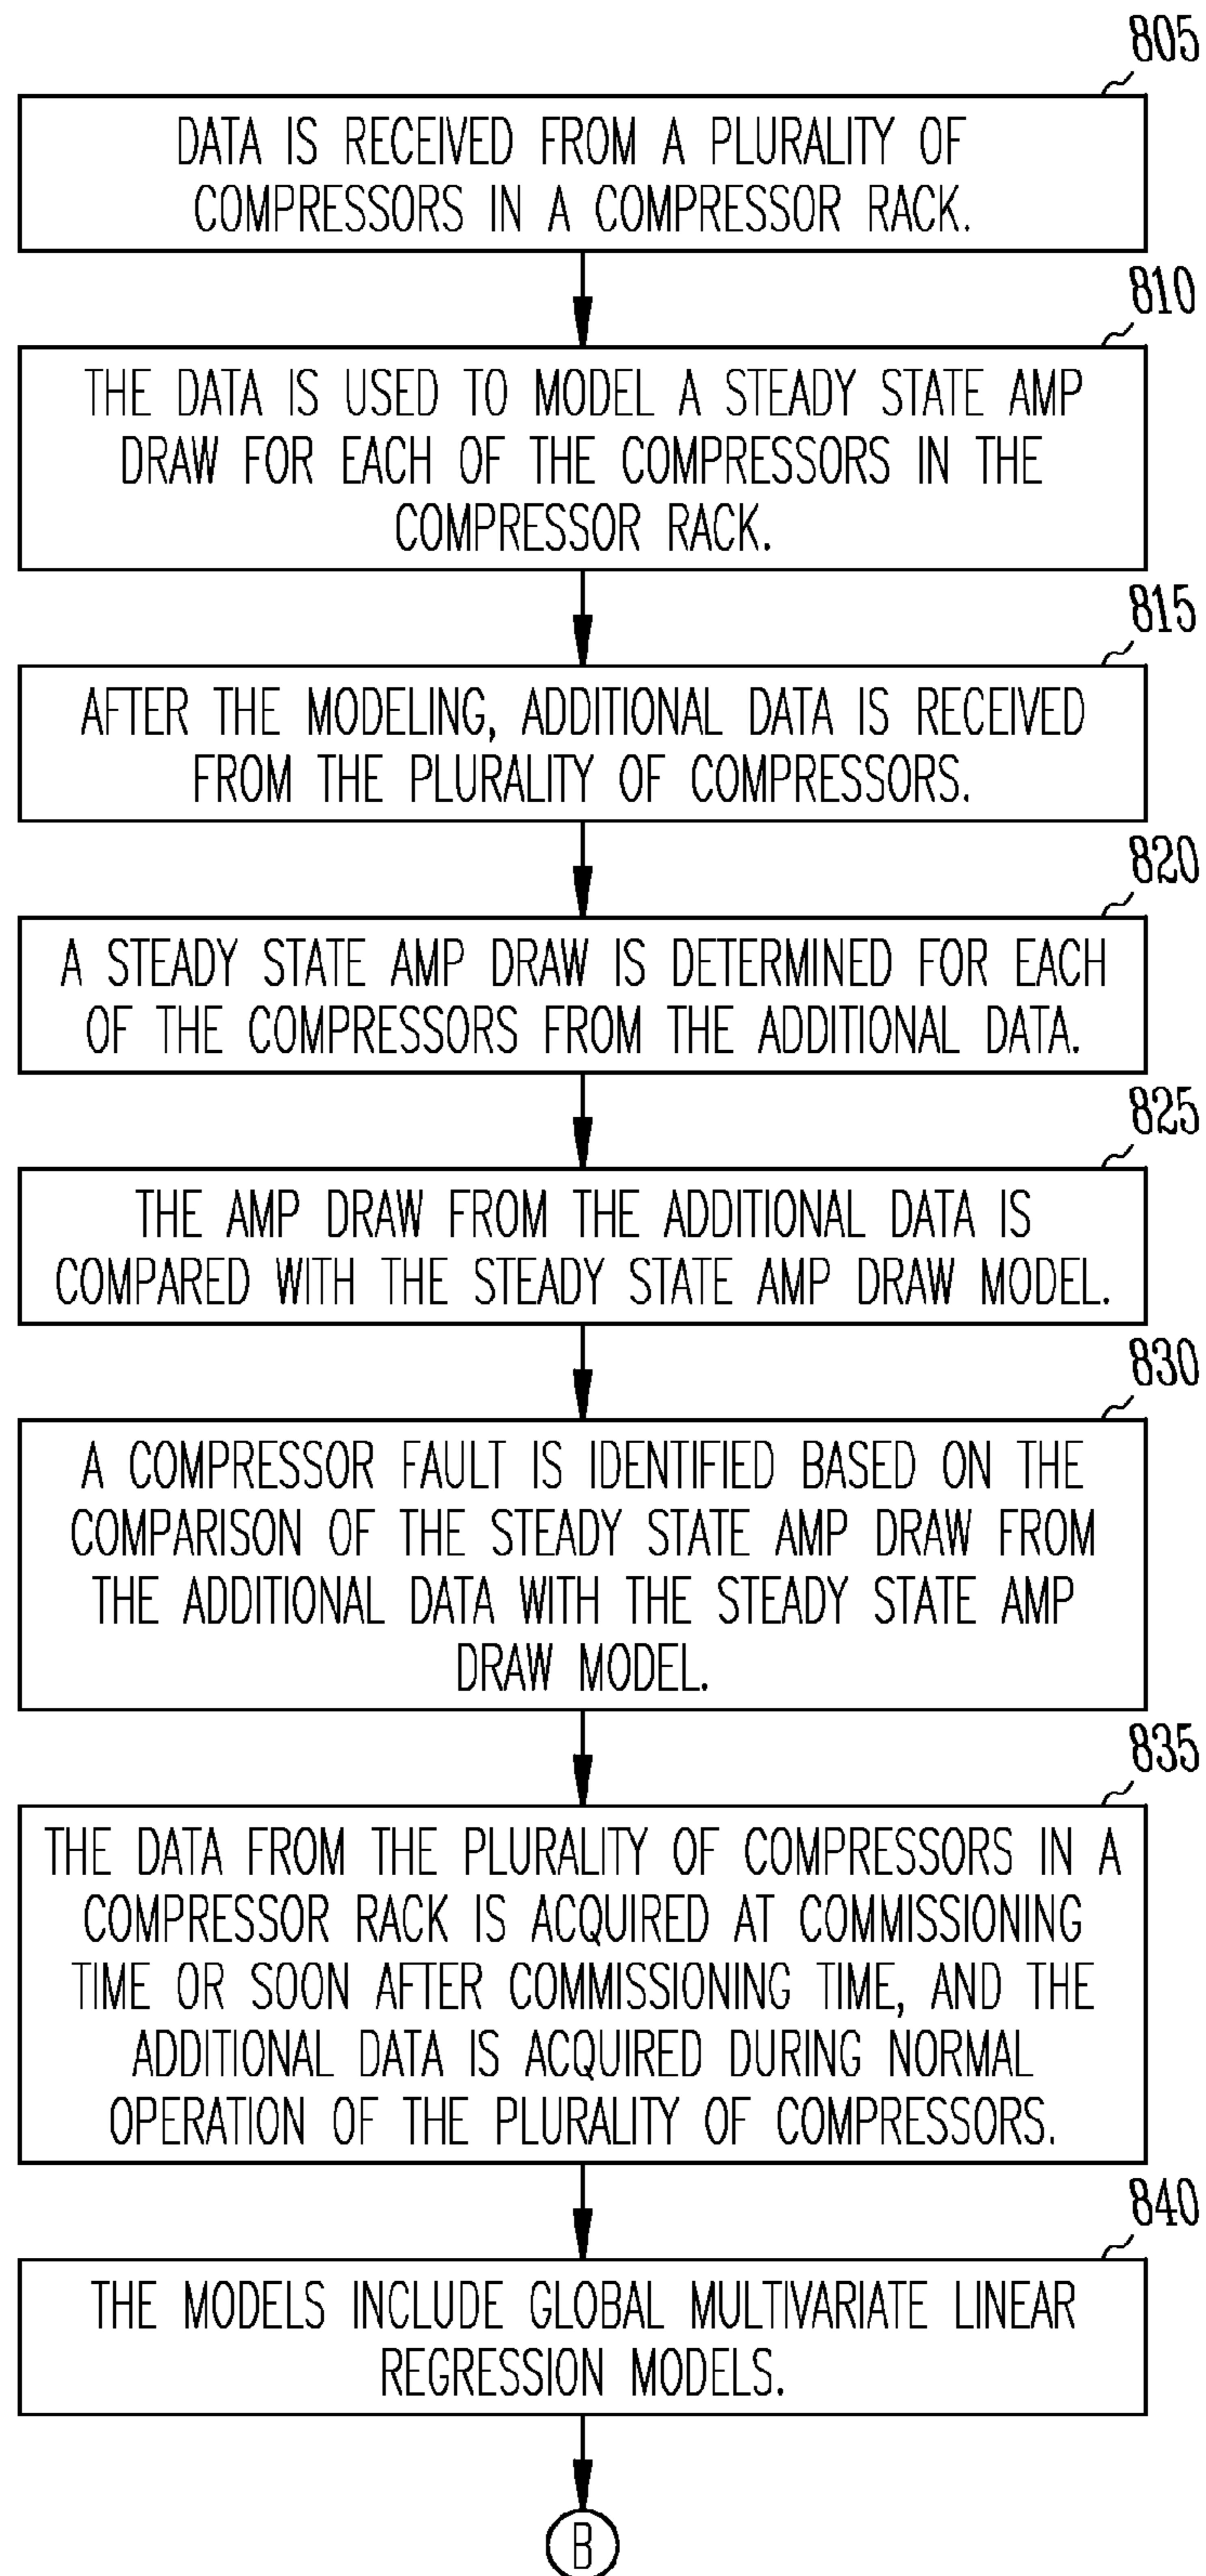 805
DATA IS RECEIVED FROM A PLURALITY OF
COMPRESSORS IN A COMPRESSOR RACK.
810
THE DATA IS USED TO MODEL A STEADY STATE AMP
DRAW FOR EACH OF THE COMPRESSORS IN THE
COMPRESSOR RACK.
815
AFTER THE MODELING, ADDITIONAL DATA IS RECEIVED
FROM THE PLURALITY OF COMPRESSORS.
820
A STEADY STATE AMP DRAW IS DETERMINED FOR EACH
OF THE COMPRESSORS FROM THE ADDITIONAL DATA.
825
THE AMP DRAW FROM THE ADDITIONAL DATA IS
COMPARED WITH THE STEADY STATE AMP DRAW MODEL.
830
A COMPRESSOR FAULT IS IDENTIFIED BASED ON THE
COMPARISON OF THE STEADY STATE AMP DRAW FROM
THE ADDITIONAL DATA WITH THE STEADY STATE AMP
DRAW MODEL.
835
THE DATA FROM THE PLURALITY OF COMPRESSORS IN A
COMPRESSOR RACK IS ACQUIRED AT COMMISSIONING
TIME OR SOON AFTER COMMISSIONING TIME, AND THE
ADDITIONAL DATA IS ACQUIRED DURING NORMAL
OPERATION OF THE PLURALITY OF COMPRESSORS.
840
THE MODELS INCLUDE GLOBAL MULTIVARIATE LINEAR
REGRESSION MODELS.
B